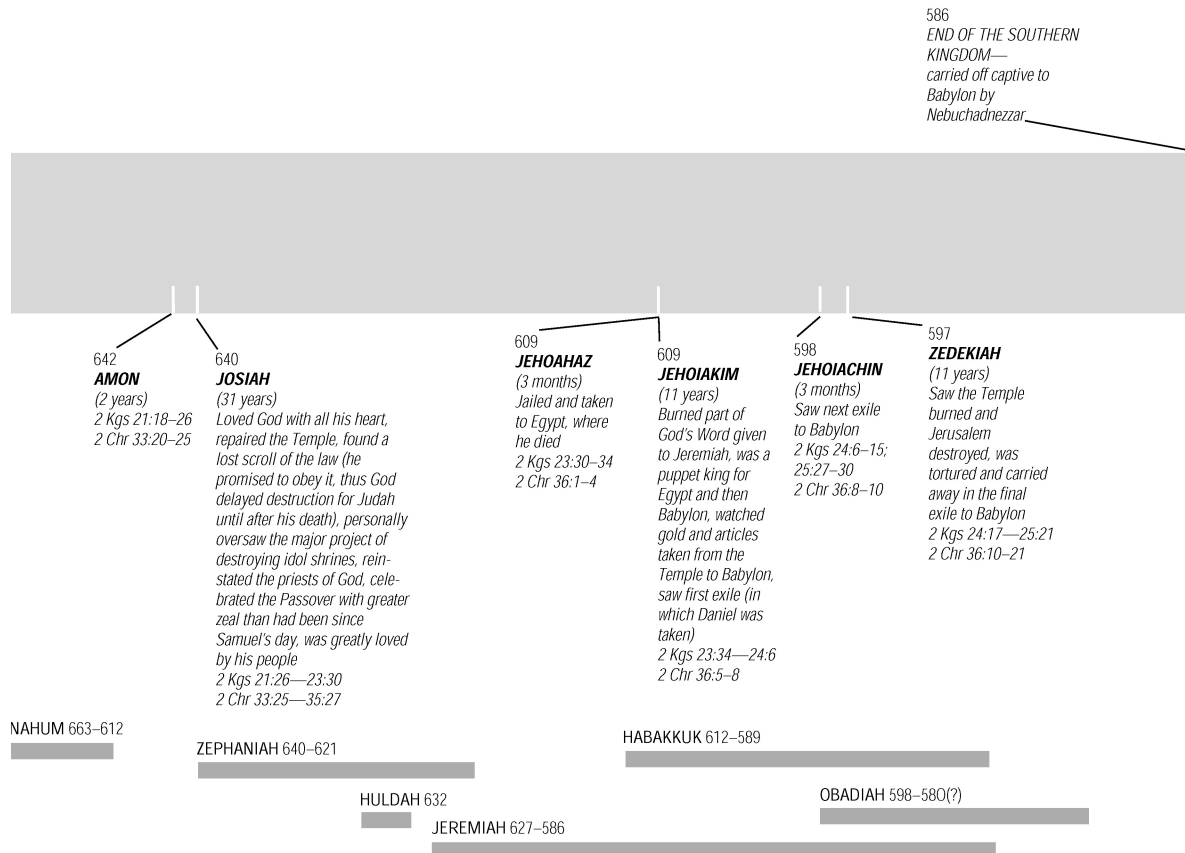 586
END OF THE SOUTHERN
KINGDOM—
carried off captive to
Babylon by
Nebuchadnezzar
642
AMON
(2 years)
2 Kgs 21:18–26
2 Chr 33:20–25
640
JOSIAH
(31 years)
Loved God with all his heart,
repaired the Temple, found a
lost scroll of the law (he
promised to obey it, thus God
delayed destruction for Judah
until after his death), personally
oversaw the major project of
destroying idol shrines, rein-
stated the priests of God, cele-
brated the Passover with greater
zeal than had been since
Samuel's day, was greatly loved
by his people
2 Kgs 21:26—23:30
2 Chr 33:25—35:27
609
JEHOAHAZ
(3 months)
Jailed and taken
to Egypt, where
he died
2 Kgs 23:30–34
2 Chr 36:1–4
609
JEHOIAKIM
(11 years)
Burned part of
God's Word given
to Jeremiah, was a
puppet king for
Egypt and then
Babylon, watched
gold and articles
taken from the
Temple to Babylon,
saw first exile (in
which Daniel was
taken)
2 Kgs 23:34—24:6
2 Chr 36:5–8
598
JEHOIACHIN
(3 months)
Saw next exile
to Babylon
2 Kgs 24:6–15;
25:27–30
2 Chr 36:8–10
597
ZEDEKIAH
(11 years)
Saw the Temple
burned and
Jerusalem
destroyed, was
tortured and carried
away in the final
exile to Babylon
2 Kgs 24:17—25:21
2 Chr 36:10–21
NAHUM 663–612
ZEPHANIAH 640–621
HABAKKUK 612–589
HULDAH 632
OBADIAH 598–580(?)
JEREMIAH 627–586